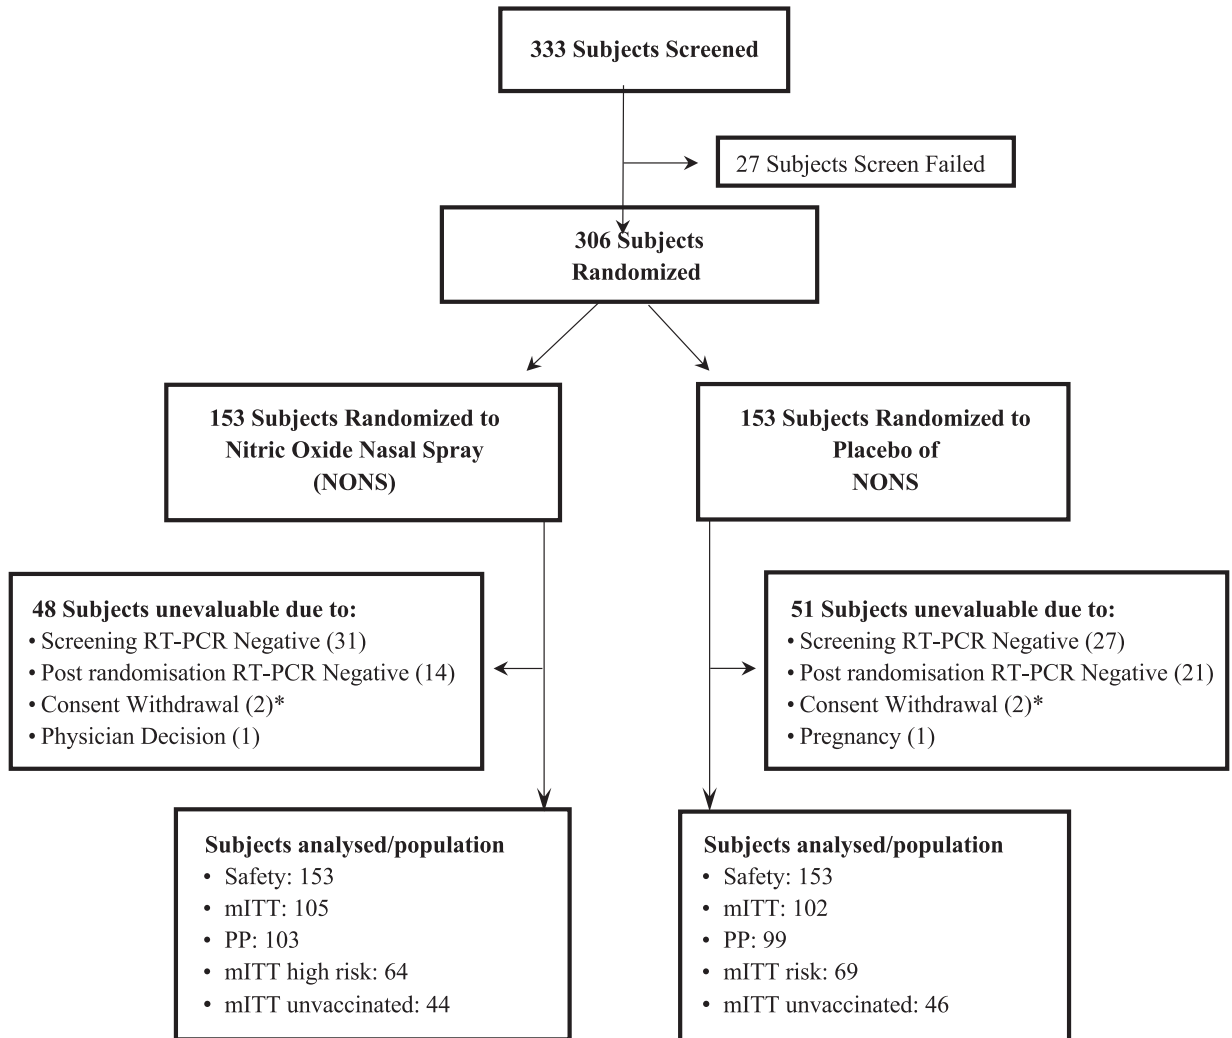 333 Subjects Screened
27 Subjects Screen Failed
306 Subjects
Randomized
153 Subjects Randomized to
Nitric Oxide Nasal Spray
(NONS)
153 Subjects Randomized to
Placebo of
NONS
48 Subjects unevaluable due to:
• Screening RT-PCR Negative (31)
• Post randomisation RT-PCR Negative (14)
• Consent Withdrawal (2)*
• Physician Decision (1)
51 Subjects unevaluable due to:
• Screening RT-PCR Negative (27)
• Post randomisation RT-PCR Negative (21)
• Consent Withdrawal (2)*
• Pregnancy (1)
Subjects analysed/population
• Safety: 153
• mITT: 105
• PP: 103
• mITT high risk: 64
• mITT unvaccinated: 44
Subjects analysed/population
• Safety: 153
• mITT: 102
• PP: 99
• mITT risk: 69
• mITT unvaccinated: 46